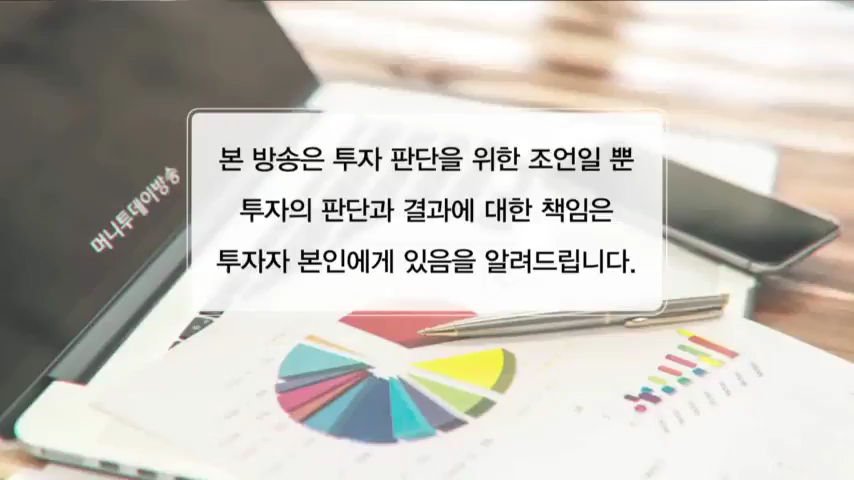 본 방송은 투자 판단을 위한 조언일 뿐
투자의 판단과 결과에 대한 책임은
투자자 본인에게 있음을 알려드립니다.
머니투데이방송